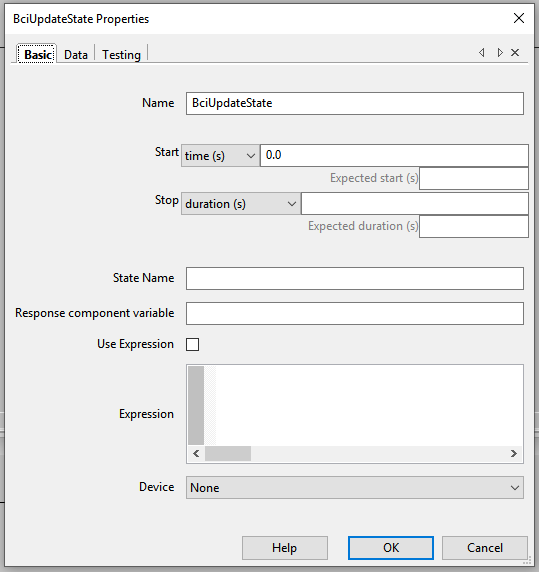 BciUpdateState Properties
Basic Data Testing
Name BciUpdateState
Start time (s) 0.0
Expected start (s)
Stop duration (s)
Expected duration (s)
State Name
Response component variable
Use Expression
Expression
Device None
Help OK Cancel